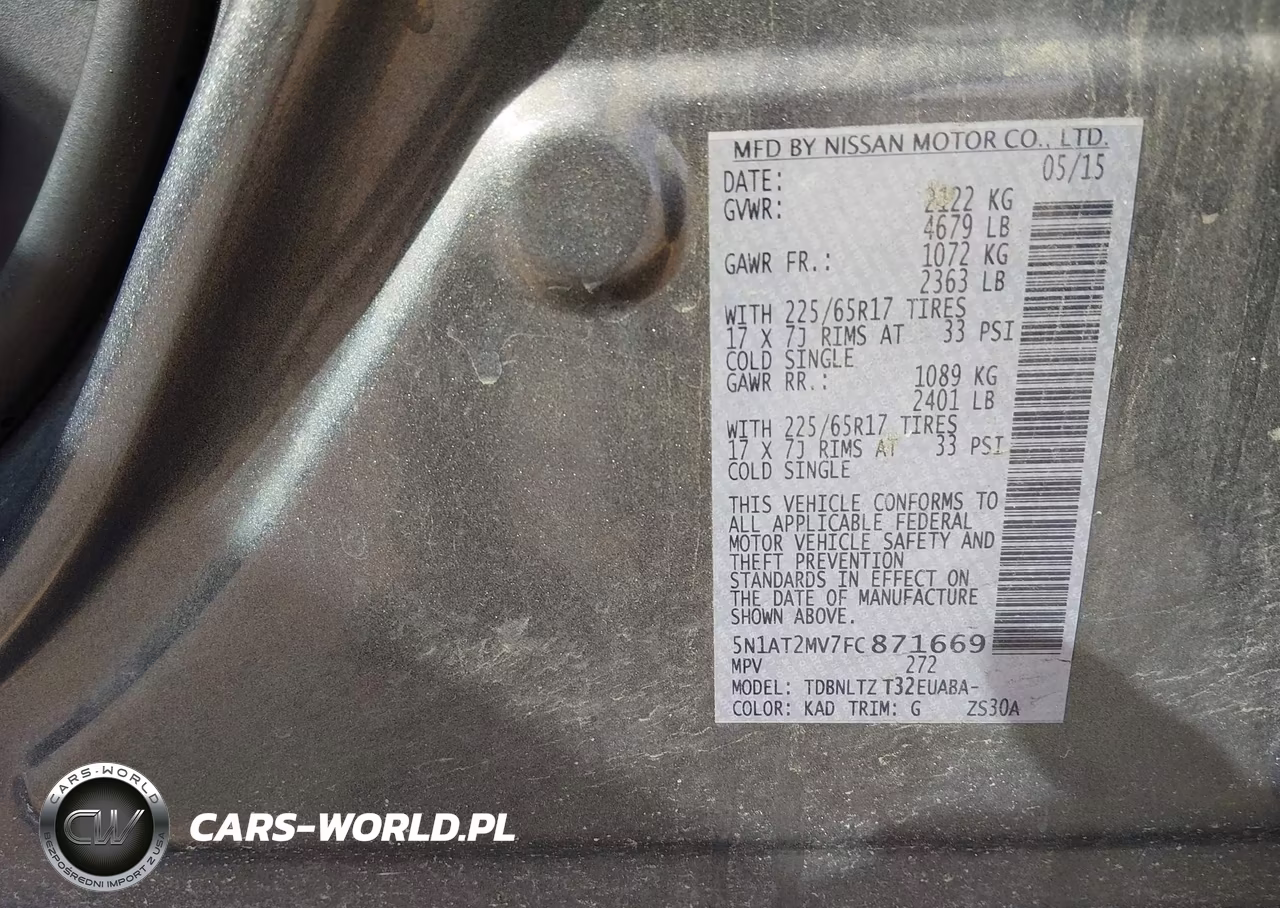 MFD BY NISSAN MOTOR CO., LTD.
DATE: 05/15
GVWR: 2122 KG
4679 LB
GAWR FR.: 1072 KG
2363 LB
WITH 225/65R17 TIRES
17 X 7J RIMS AT 33 PSI
COLD SINGLE
GAWR RR.: 1089 KG
2401 LB
WITH 225/65R17 TIRES
17 X 7J RIMS AT 33 PSI
COLD SINGLE
THIS VEHICLE CONFORMS TO
ALL APPLICABLE FEDERAL
MOTOR VEHICLE SAFETY AND
THEFT PREVENTION
STANDARDS IN EFFECT ON
THE DATE OF MANUFACTURE
SHOWN ABOVE.
5N1AT2MV7FC871669
MPV 272
MODEL: TDBNLTZ T32EUABA-
COLOR: KAD TRIM: G ZS30A
CARS-WORLD
CW
BEZPOŚREDNI IMPORT Z USA
CARS-WORLD.PL